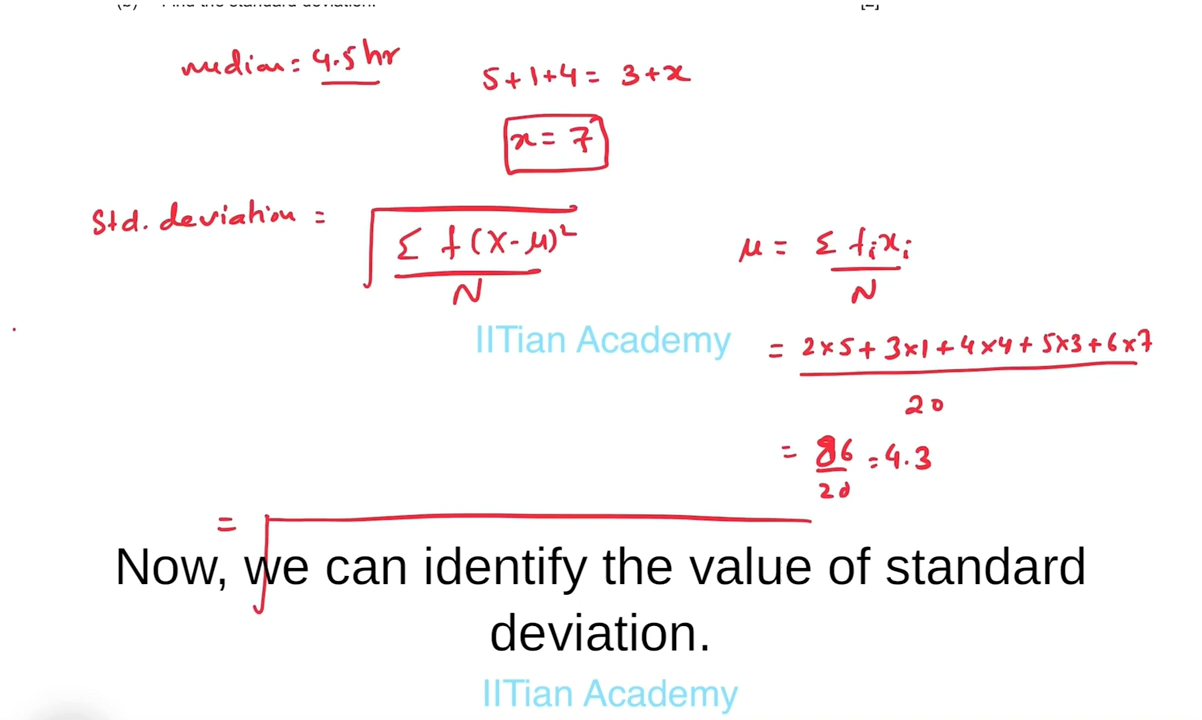 median = 4.5 hr
5+1+4 = 3+x
x = 7
Std. deviation = √(Σ f(X-μ)² / N)
μ = Σ fᵢxᵢ / N
IITian Academy
= 2×5+3×1+4×4+5×3+6×7 / 20
= 86/20 = 4.3
=
Now, we can identify the value of standard
deviation.
IITian Academy